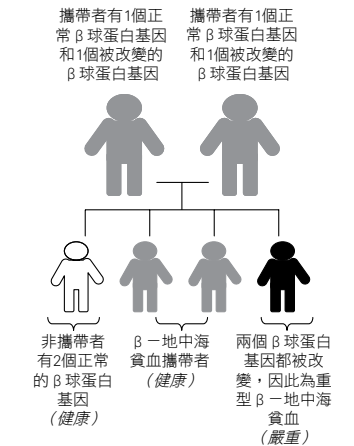 攜帶者有1個正
常β球蛋白基因
和1個被改變的
β球蛋白基因
攜帶者有1個正
常β球蛋白基因
和1個被改變的
β球蛋白基因
非攜帶者
有2個正常
的β球蛋白
基因
(健康)
β－地中海
貧血攜帶者
(健康)
兩個β球蛋白
基因都被改
變，因此為重
型β－地中海
貧血
(嚴重)